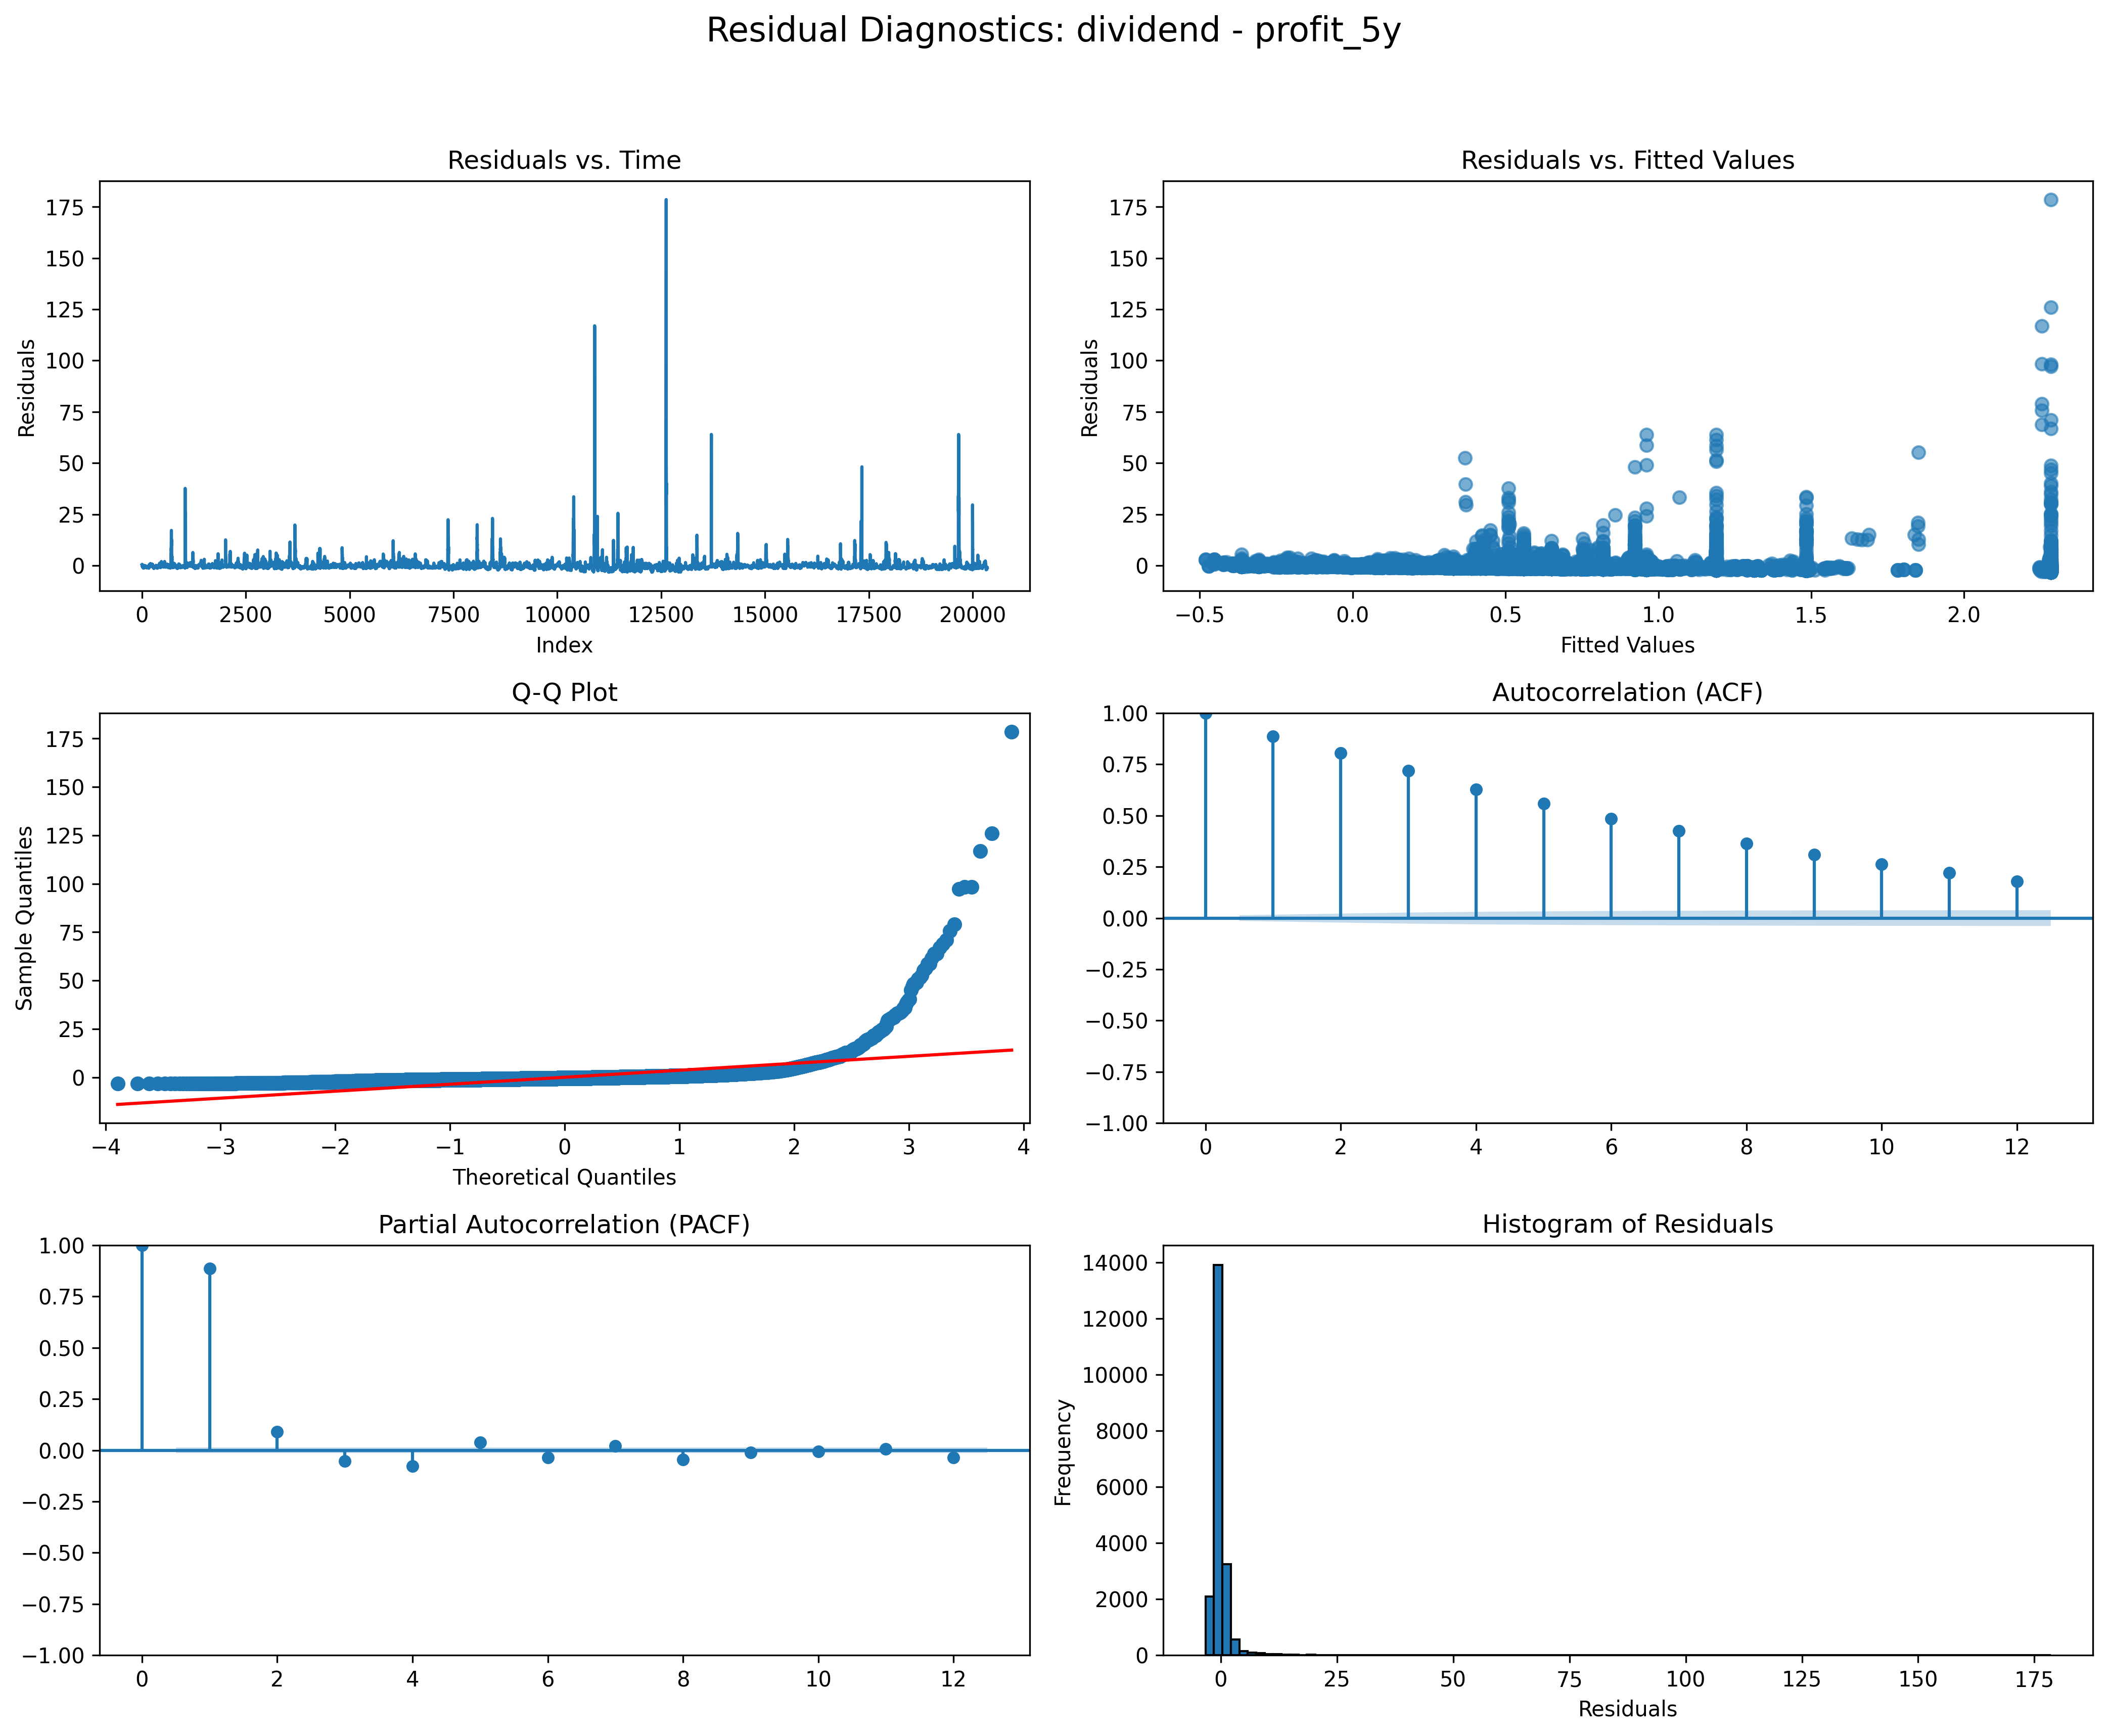 Residual Diagnostics: dividend - profit_5y
Residuals vs. Time
175
150
125
100
75
50
25
0
Residuals
0 2500 5000 7500 10000 12500 15000 17500 20000
Index
Residuals vs. Fitted Values
175
150
125
100
75
50
25
0
Residuals
−0.5 0.0 0.5 1.0 1.5 2.0
Fitted Values
Q-Q Plot
175
150
125
100
75
50
25
0
Sample Quantiles
−4 −3 −2 −1 0 1 2 3 4
Theoretical Quantiles
Autocorrelation (ACF)
1.00
0.75
0.50
0.25
0.00
−0.25
−0.50
−0.75
−1.00
0 2 4 6 8 10 12
Partial Autocorrelation (PACF)
1.00
0.75
0.50
0.25
0.00
−0.25
−0.50
−0.75
−1.00
0 2 4 6 8 10 12
Histogram of Residuals
14000
12000
10000
8000
6000
4000
2000
0
Frequency
0 25 50 75 100 125 150 175
Residuals